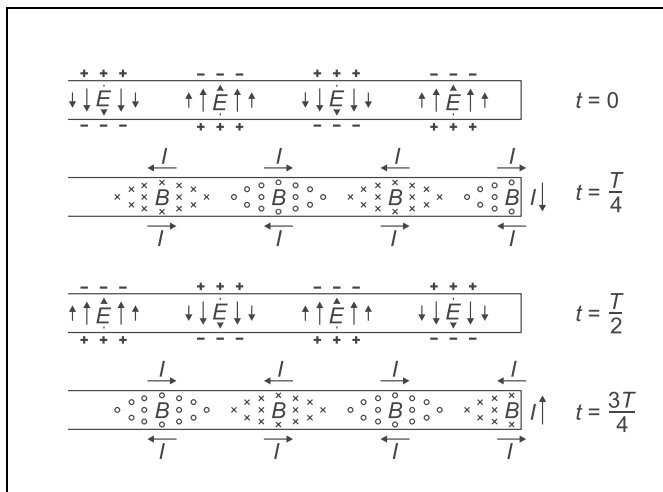 + + + − − − + + + − − −
E E E E t = 0
− − − + + + − − − + + +
I I I I
B B B B I t = T/4
I I I I
− − − + + + − − − + + +
E E E E t = T/2
+ + + − − − + + + − − −
I I I I
B B B B I t = 3T/4
I I I I